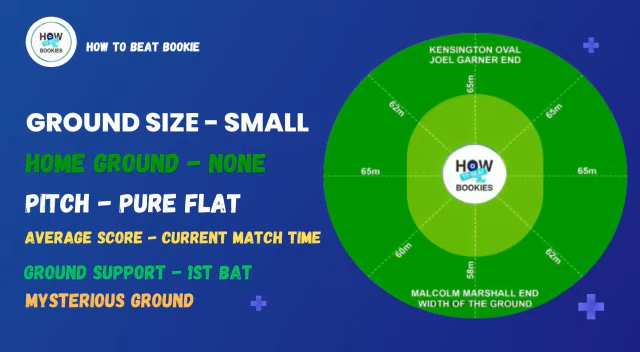 HOW
TO BEAT
BOOKIES
HOW TO BEAT BOOKIE
GROUND SIZE - SMALL
HOME GROUND - NONE
PITCH - PURE FLAT
AVERAGE SCORE - CURRENT MATCH TIME
GROUND SUPPORT - 1ST BAT
MYSTERIOUS GROUND
KENSINGTON OVAL
JOEL GARNER END
65m
62m
65m
65m
65m
HOW
TO BEAT
BOOKIES
60m
58m
62m
MALCOLM MARSHALL END
WIDTH OF THE GROUND